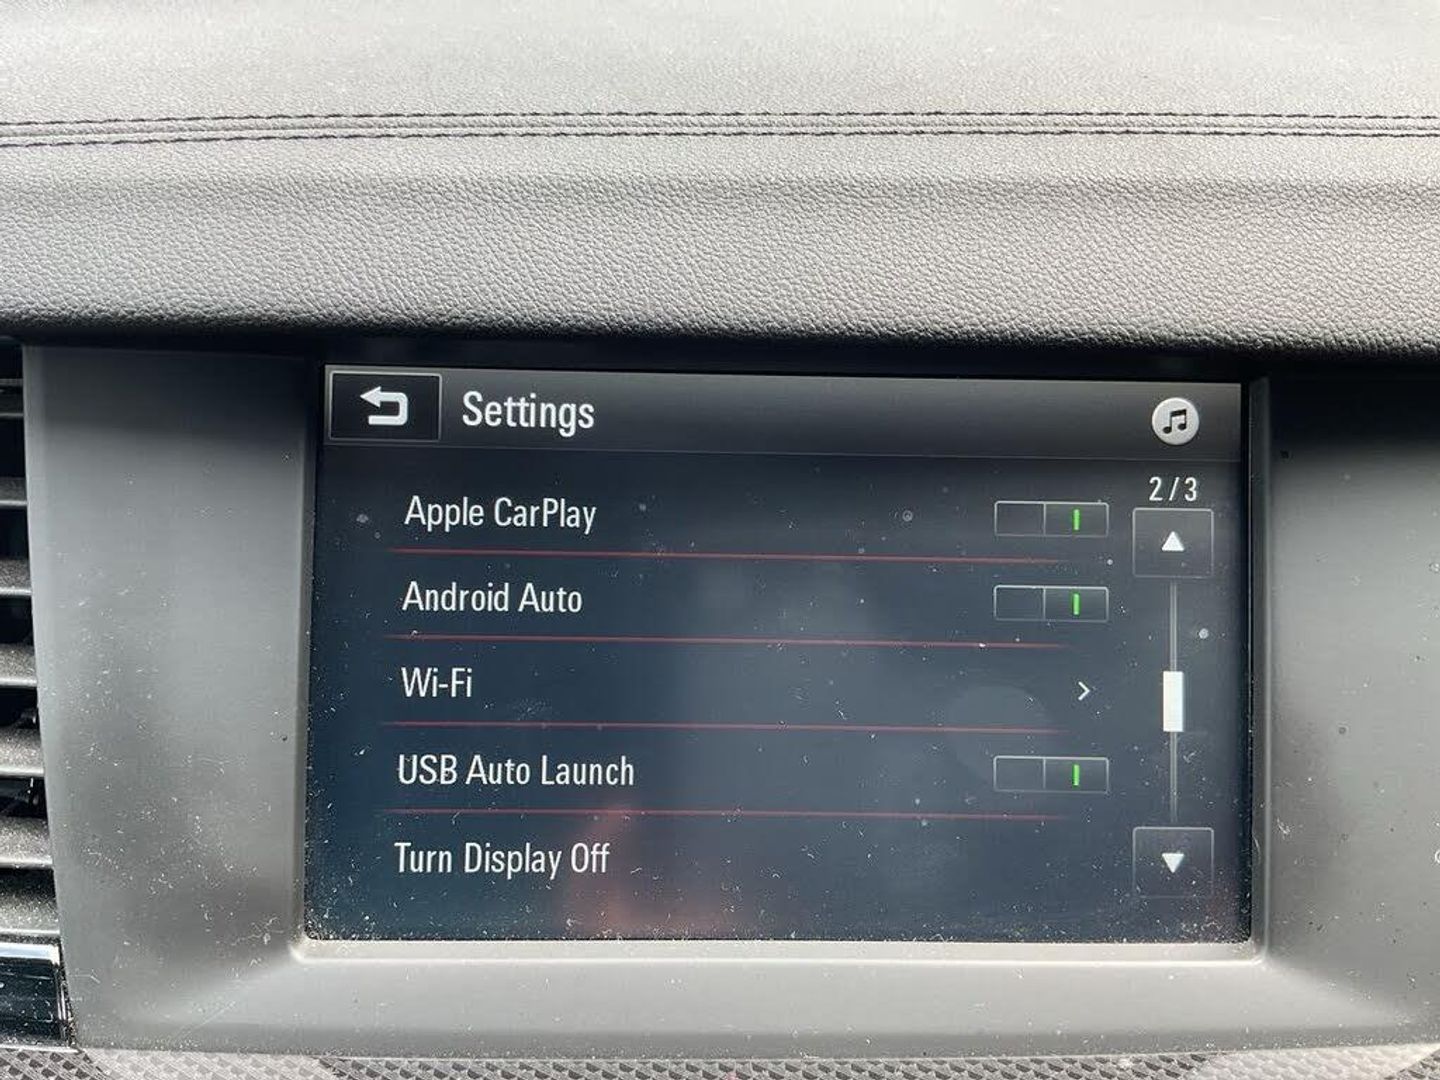 Settings
2/3
Apple CarPlay
Android Auto
Wi-Fi
USB Auto Launch
Turn Display Off